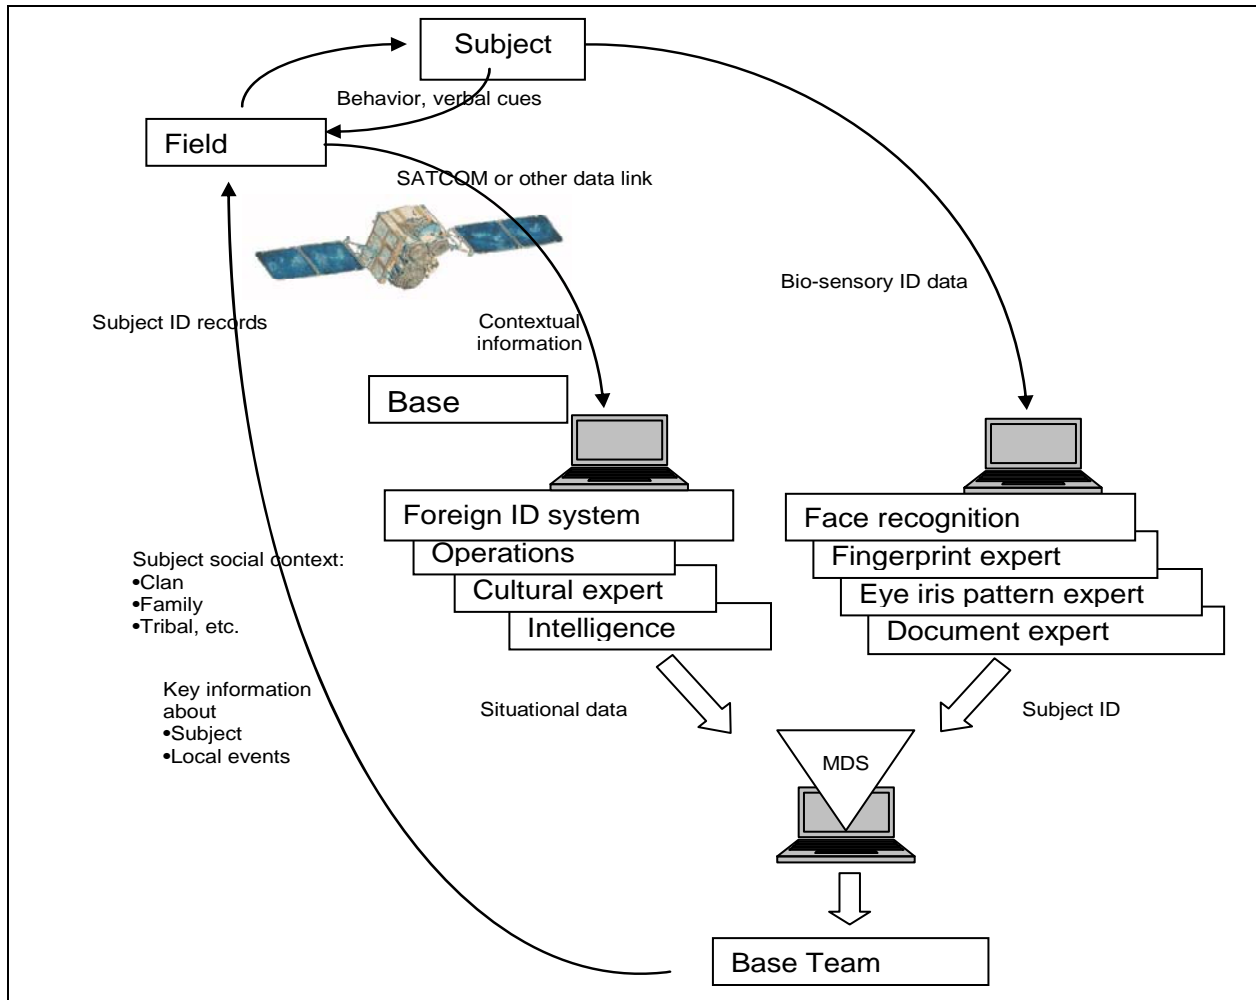 Subject
Behavior, verbal cues
Field
SATCOM or other data link
Bio-sensory ID data
Subject ID records
Contextual
information
Base
Foreign ID system
Operations
Cultural expert
Intelligence
Face recognition
Fingerprint expert
Eye iris pattern expert
Document expert
Subject social context:
•Clan
•Family
•Tribal, etc.
Key information
about
•Subject
•Local events
Situational data
Subject ID
MDS
Base Team